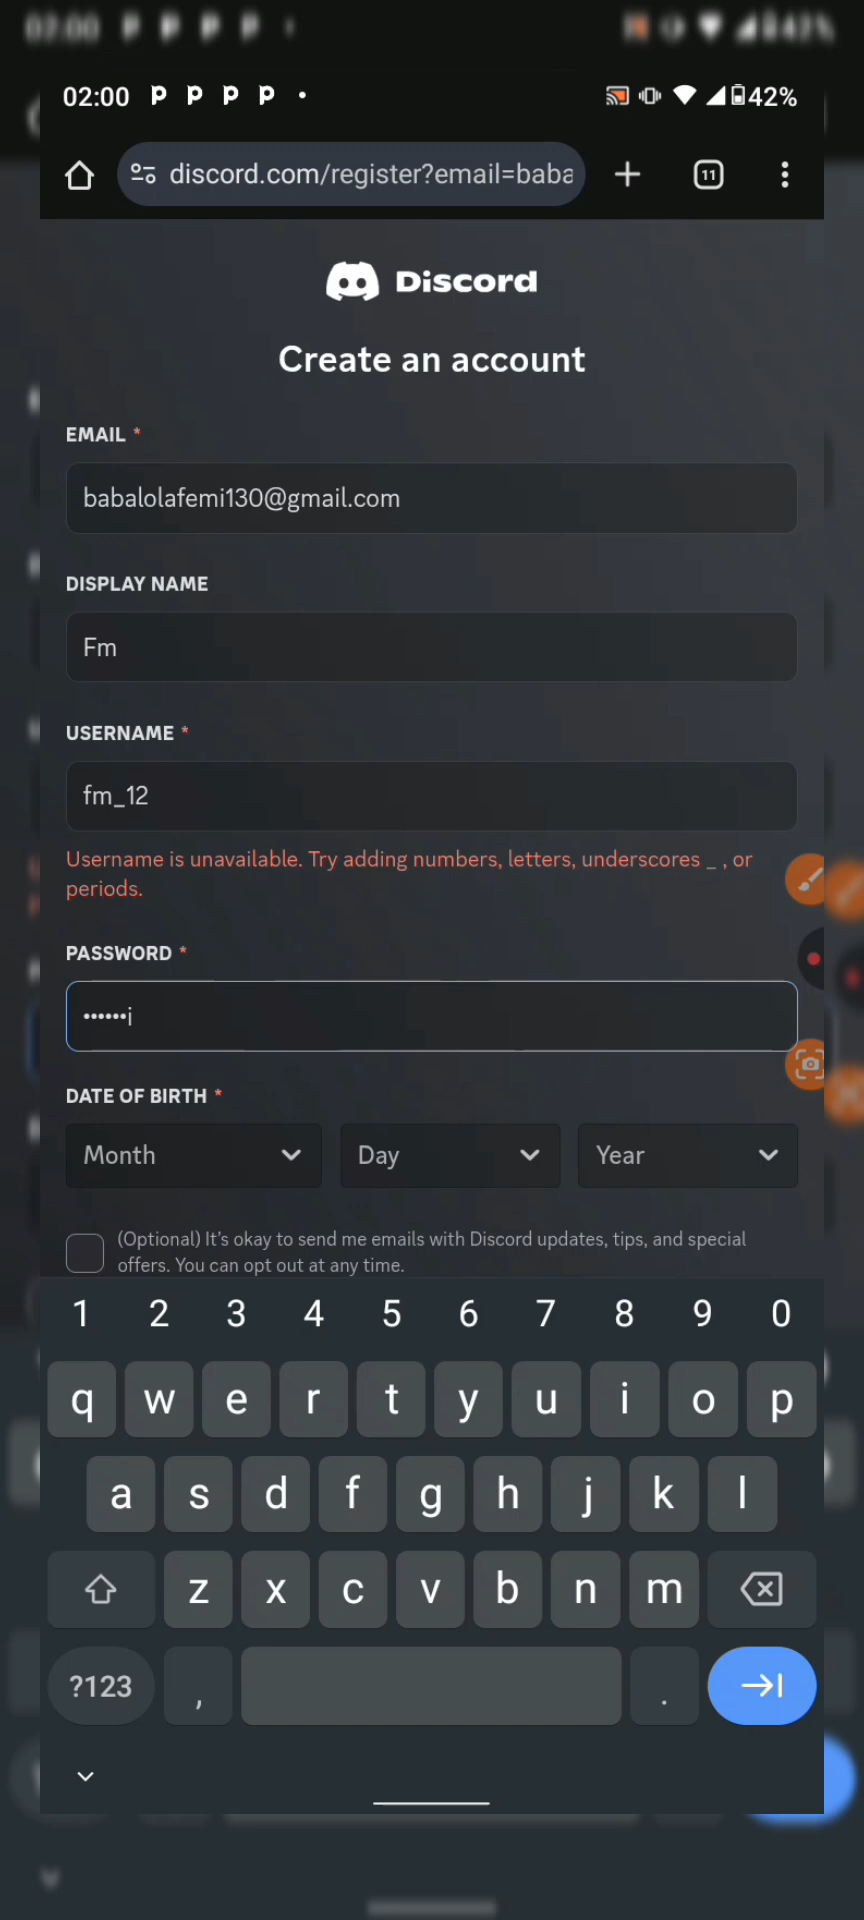 02:00 P P P P •
42%
discord.com/register?email=baba
11
Discord
Create an account
EMAIL *
babalolafemi130@gmail.com
DISPLAY NAME
Fm
USERNAME *
fm_12
Username is unavailable. Try adding numbers, letters, underscores _ , or
periods.
PASSWORD *
••••••i
DATE OF BIRTH *
Month Day Year
(Optional) It's okay to send me emails with Discord updates, tips, and special
offers. You can opt out at any time.
1 2 3 4 5 6 7 8 9 0
q w e r t y u i o p
a s d f g h j k l
z x c v b n m
?123 , .